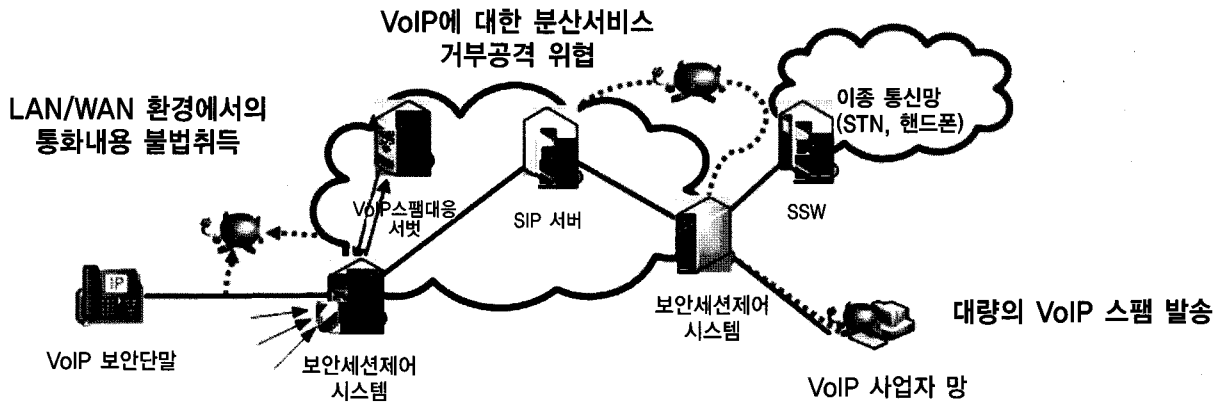 VoIP에 대한 분산서비스
거부공격 위협
LAN/WAN 환경에서의
통화내용 불법취득
이종 통신망
(STN, 핸드폰)
VoIP스팸대응
서벗
SIP 서버
SSW
IP
VoIP 보안단말
보안세션제어
시스템
보안세션제어
시스템
대량의 VoIP 스팸 발송
VoIP 사업자 망